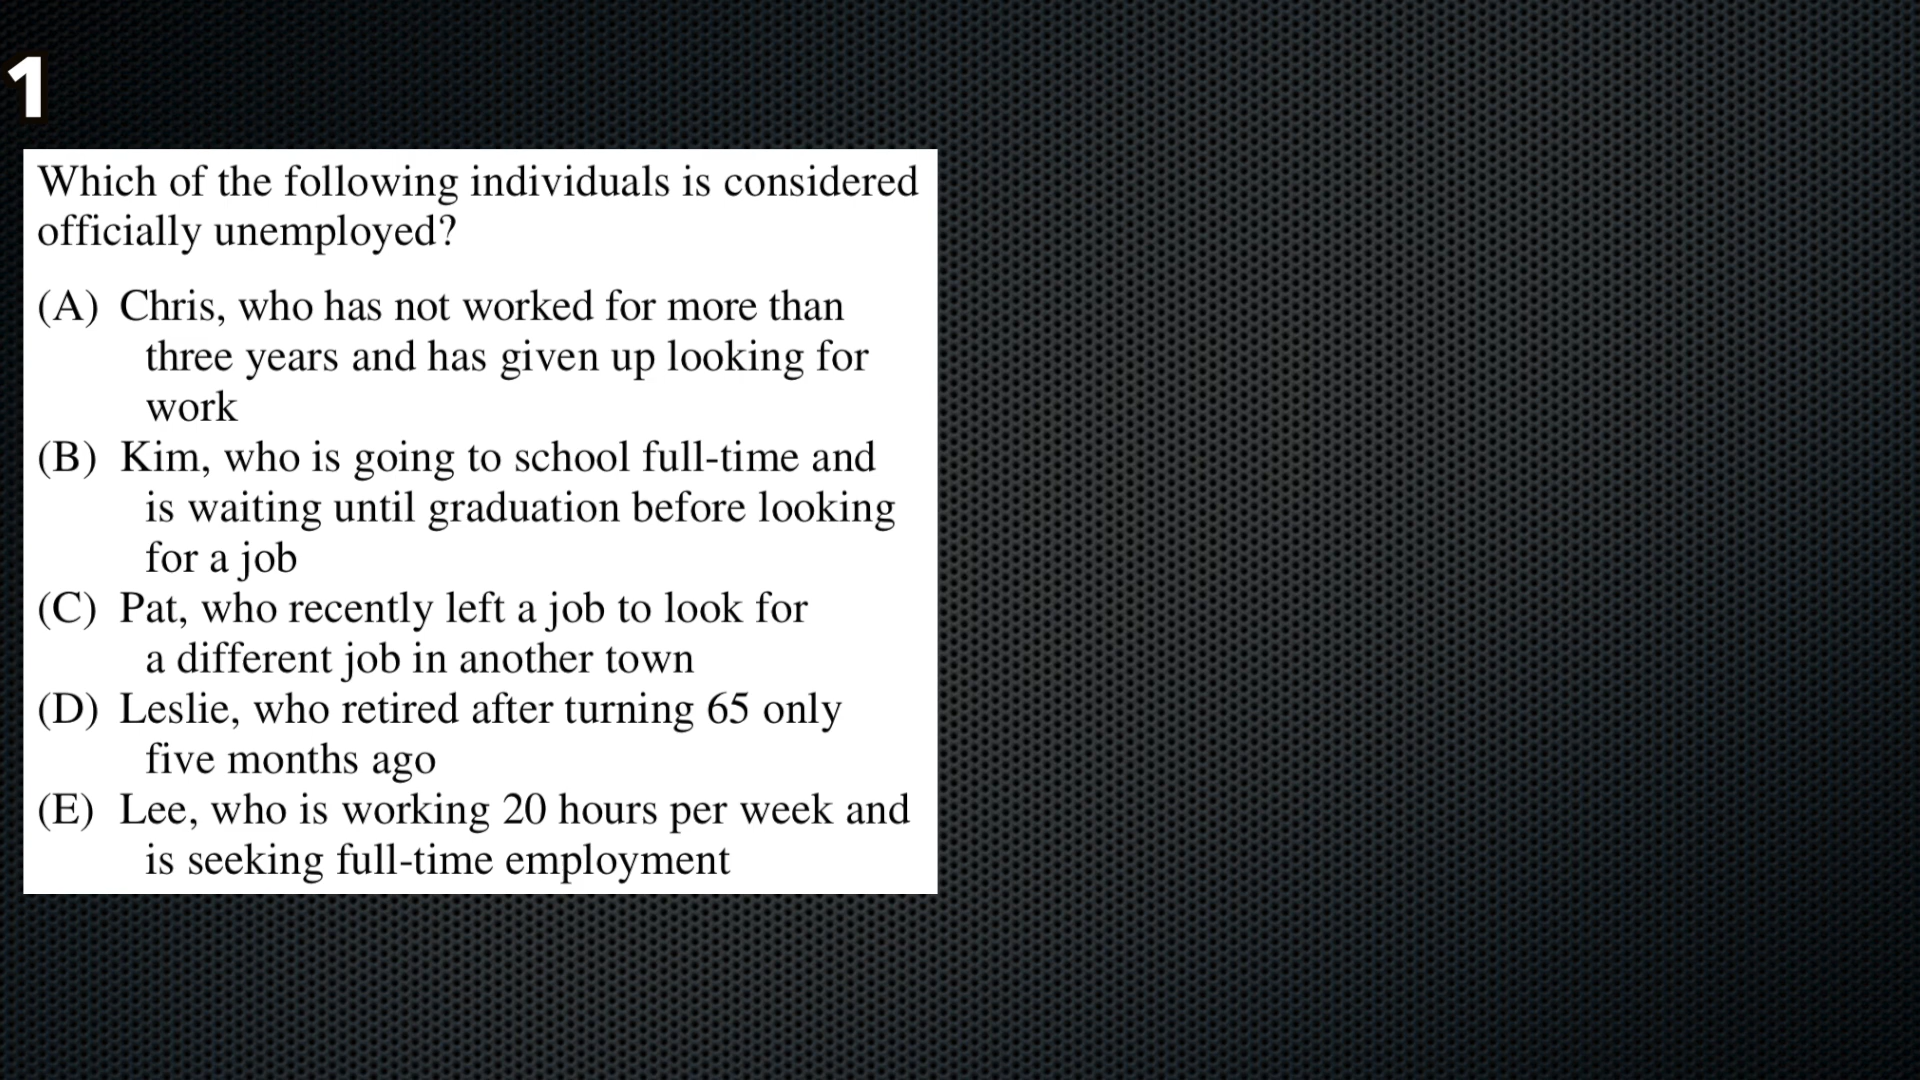 1
Which of the following individuals is considered
officially unemployed?
(A) Chris, who has not worked for more than
three years and has given up looking for
work
(B) Kim, who is going to school full-time and
is waiting until graduation before looking
for a job
(C) Pat, who recently left a job to look for
a different job in another town
(D) Leslie, who retired after turning 65 only
five months ago
(E) Lee, who is working 20 hours per week and
is seeking full-time employment